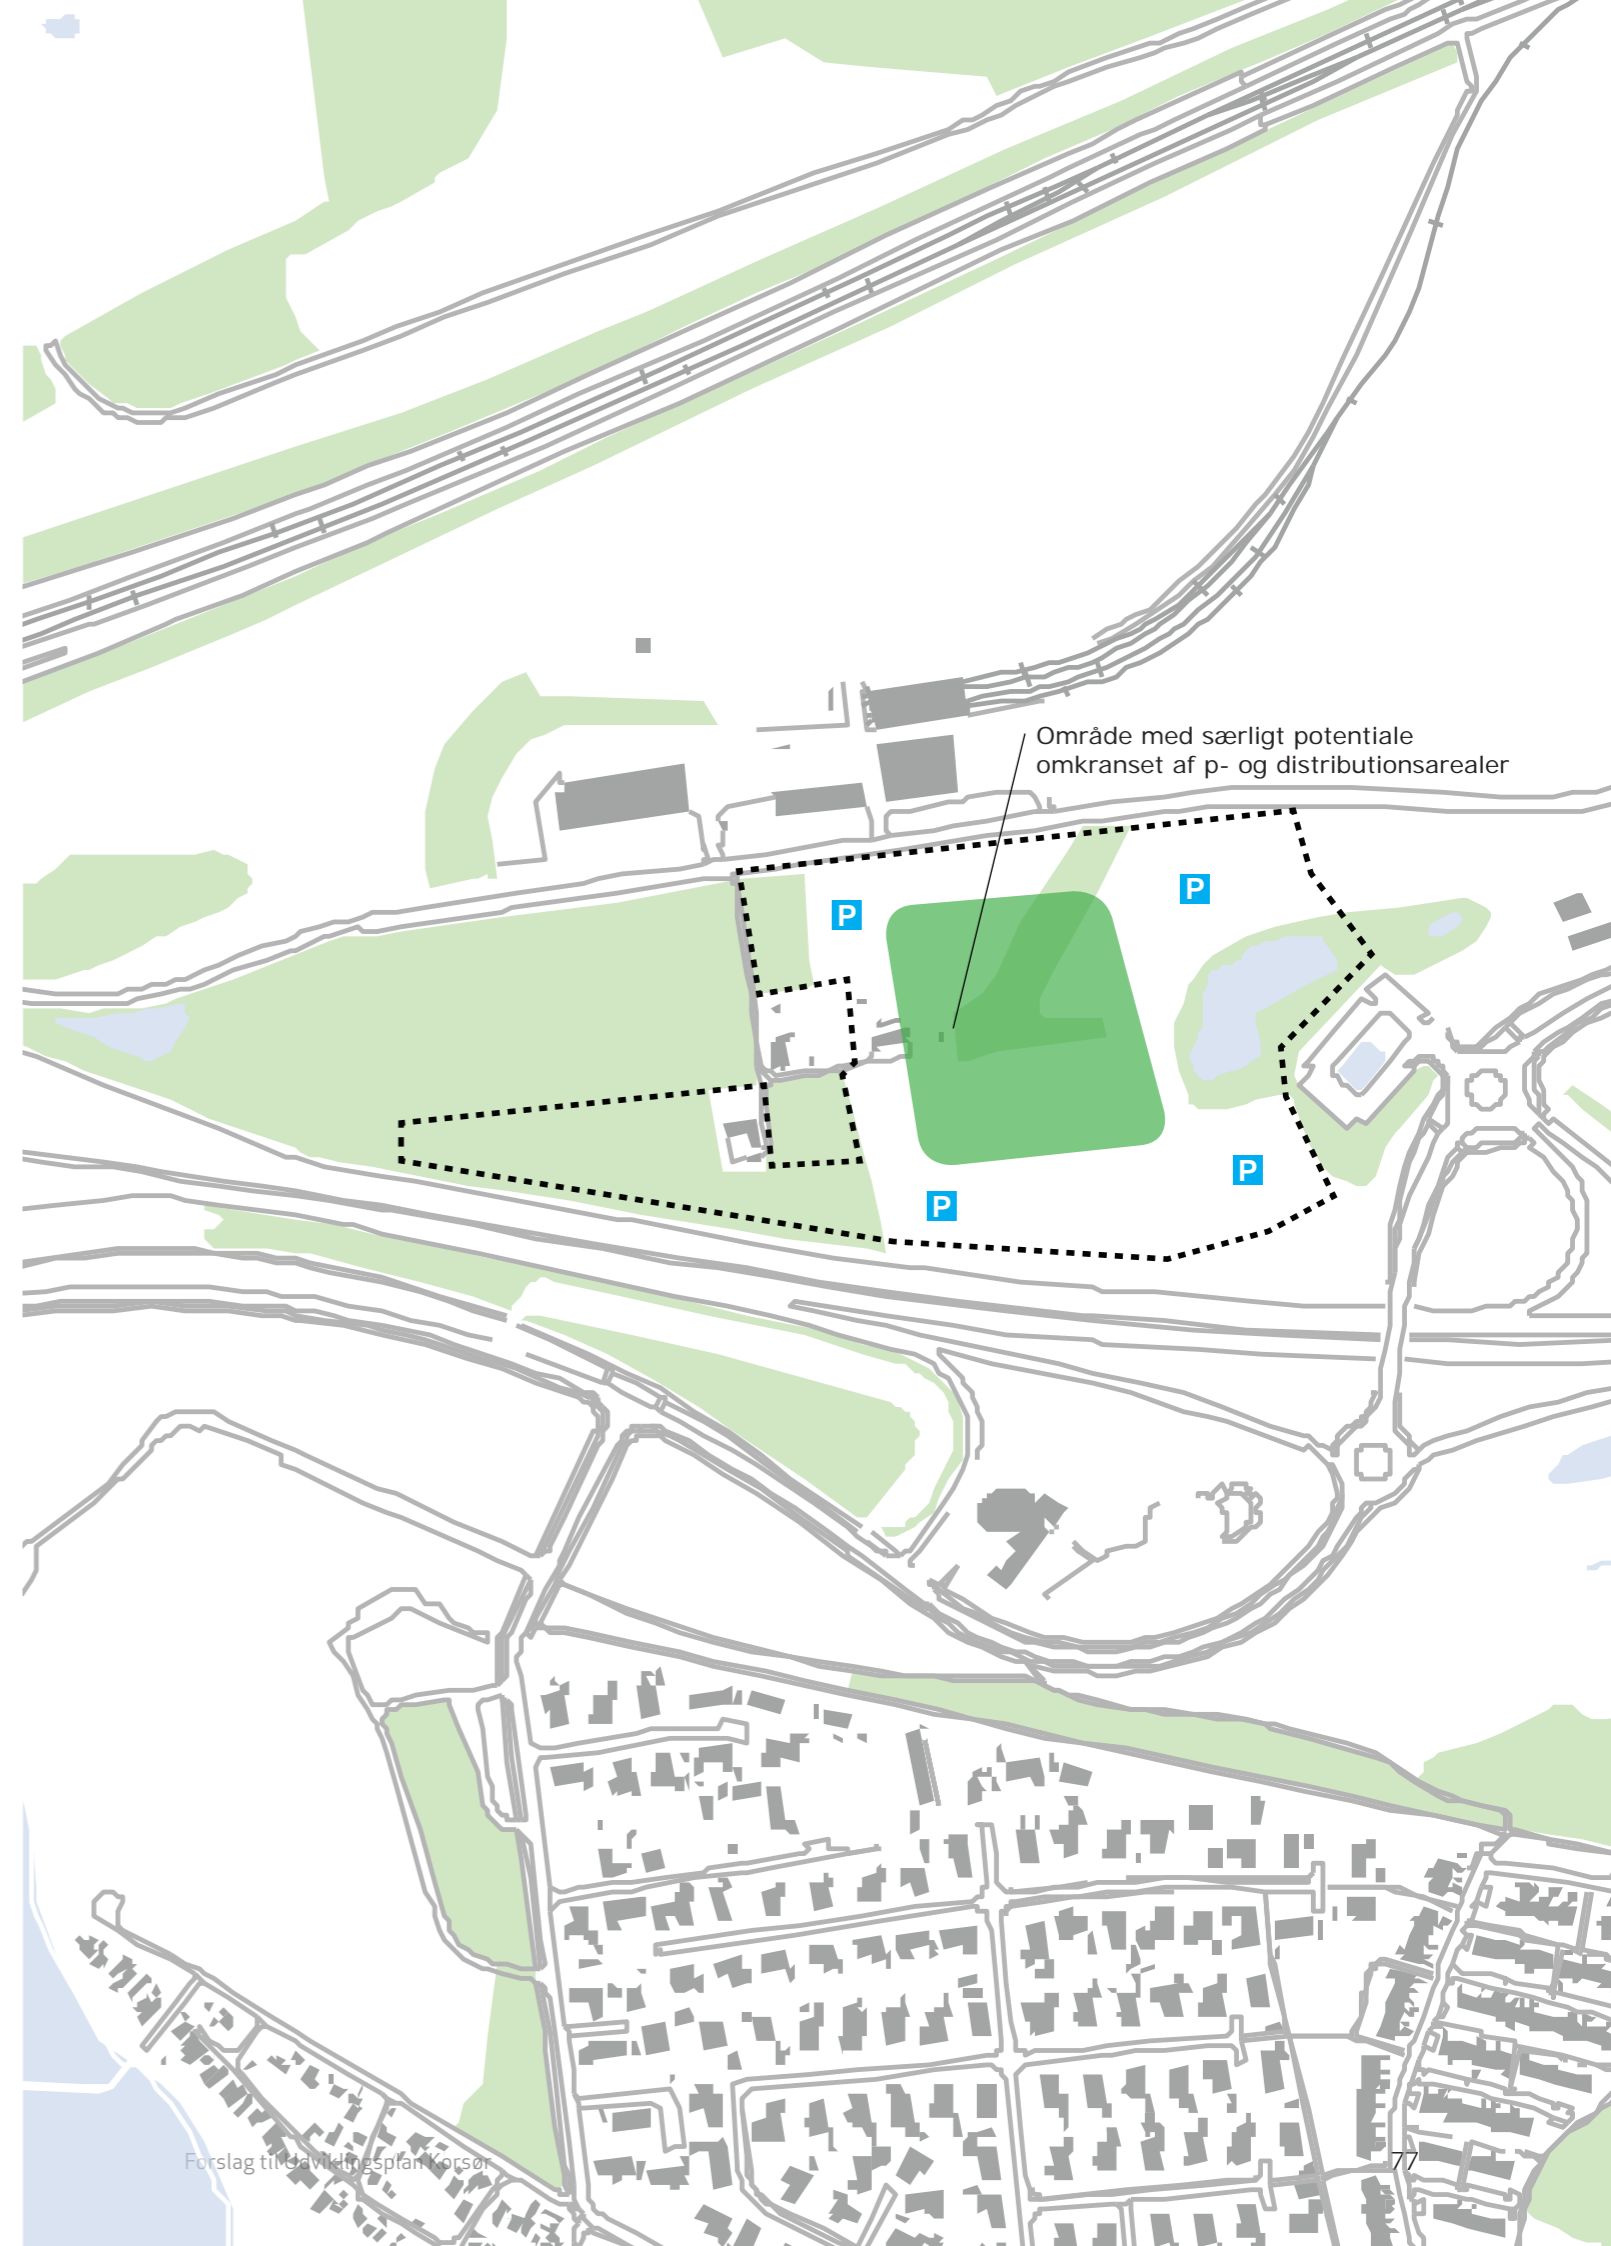 Område med særligt potentiale
omkranset af p- og distributionsarealer
P
P
P
P
Forslag til Udviklingsplan Korsør
77